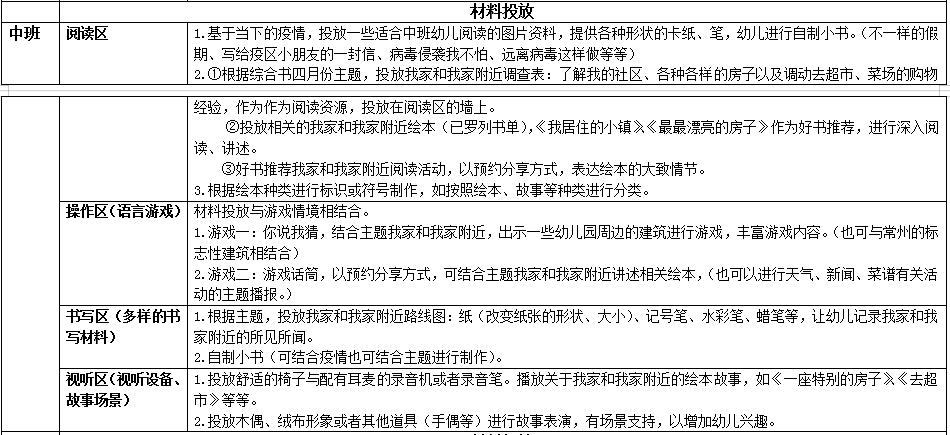 材料投放
中班 阅读区 1.基于当下的疫情，投放一些适合中班幼儿阅读的图片资料，提供各种形状的卡纸、笔，幼儿进行自制小书。（不一样的假
期、写给疫区小朋友的一封信、病毒侵袭我不怕、远离病毒这样做等等）
2.①根据综合书四月份主题，投放我家和我家附近调查表：了解我的社区、各种各样的房子以及调动去超市、菜场的购物
经验，作为作为阅读资源，投放在阅读区的墙上。
②投放相关的我家和我家附近绘本（已罗列书单），《我居住的小镇》、《最最漂亮的房子》作为好书推荐，进行深入阅
读、讲述。
③好书推荐我家和我家附近阅读活动，以预约分享方式，表达绘本的大致情节。
3.根据绘本种类进行标识或符号制作，如按照绘本、故事等种类进行分类。
操作区（语言游戏） 材料投放与游戏情境相结合。
1.游戏一：你说我猜，结合主题我家和我家附近，出示一些幼儿园周边的建筑进行游戏，丰富游戏内容。（也可与常州的标
志性建筑相结合）
2.游戏二：游戏话筒，以预约分享方式，可结合主题我家和我家附近讲述相关绘本，（也可以进行天气、新闻、菜谱有关活
动的主题播报。）
书写区（多样的书 1.根据主题，投放我家和我家附近路线图：纸（改变纸张的形状、大小）、记号笔、水彩笔、蜡笔等，让幼儿记录我家和我
写材料） 家附近的所见所闻。
2.自制小书（可结合疫情也可结合主题进行制作）。
视听区（视听设备、 1.投放舒适的椅子与配有耳麦的录音机或者录音笔。播放关于我家和我家附近的绘本故事，如《一座特别的房子》、《去超
故事场景） 市》等等。
2.投放木偶、绒布形象或者其他道具（手偶等）进行故事表演，有场景支持，以增加幼儿兴趣。